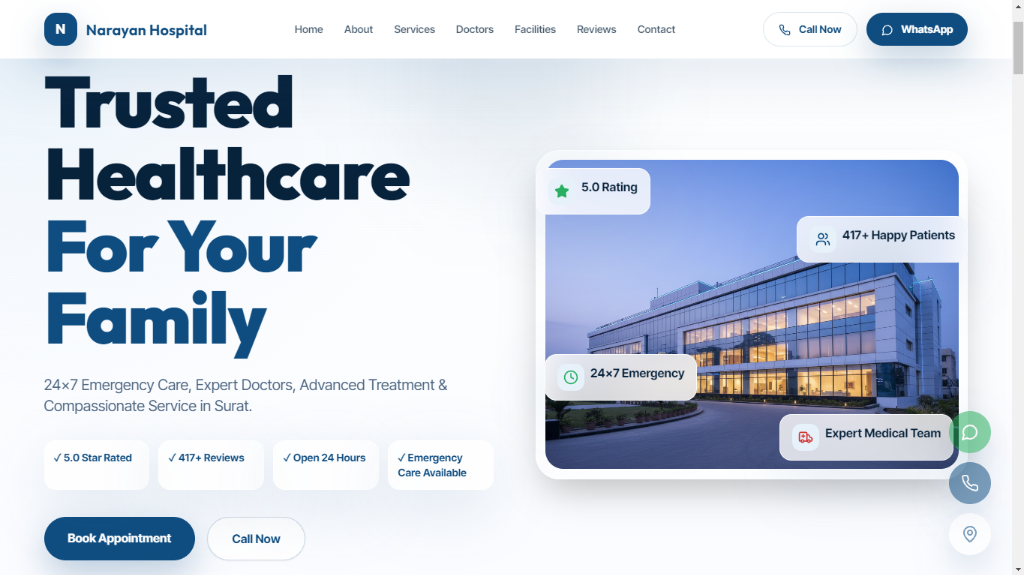 N Narayan Hospital
Home About Services Doctors Facilities Reviews Contact
Call Now
WhatsApp
Trusted
Healthcare
For Your
Family
24×7 Emergency Care, Expert Doctors, Advanced Treatment &
Compassionate Service in Surat.
✓ 5.0 Star Rated
✓ 417+ Reviews
✓ Open 24 Hours
✓ Emergency
Care Available
Book Appointment
Call Now
5.0 Rating
417+ Happy Patients
24×7 Emergency
Expert Medical Team